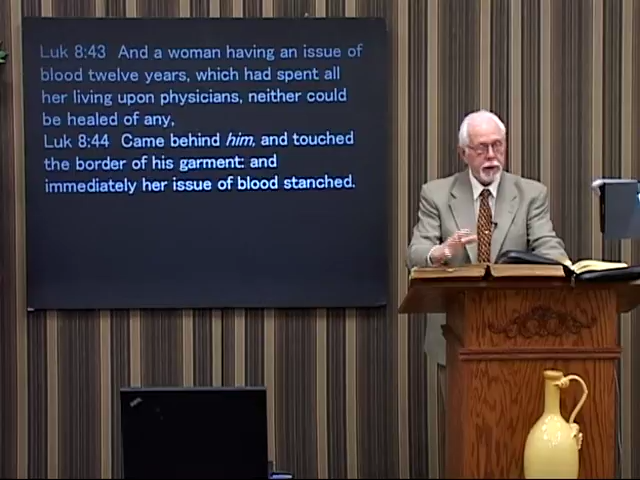 Luk 8:43 And a woman having an issue of
blood twelve years, which had spent all
her living upon physicians, neither could
be healed of any,
Luk 8:44 Came behind him, and touched
the border of his garment: and
immediately her issue of blood stanched.